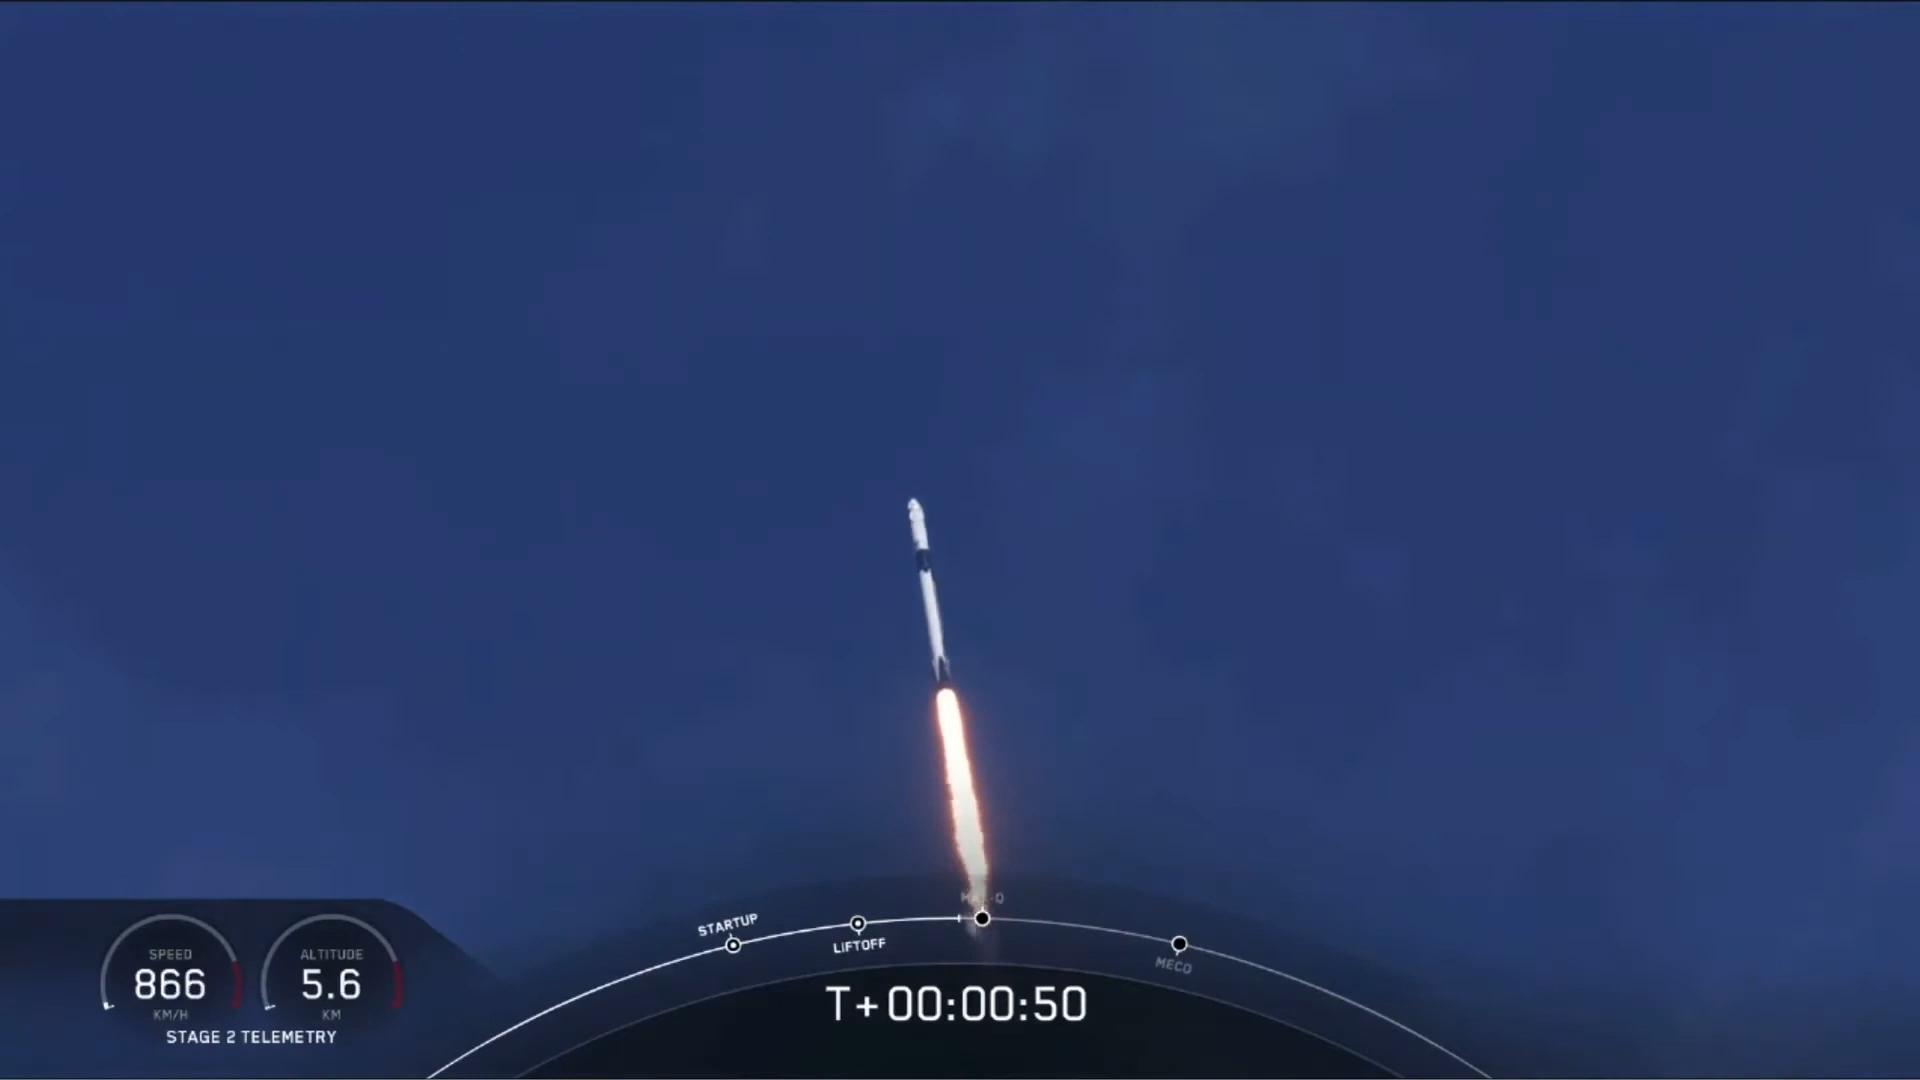 STARTUP
LIFTOFF
MECO
SPEED
866
KM/H
ALTITUDE
5.6
KM
STAGE 2 TELEMETRY
T+00:00:50